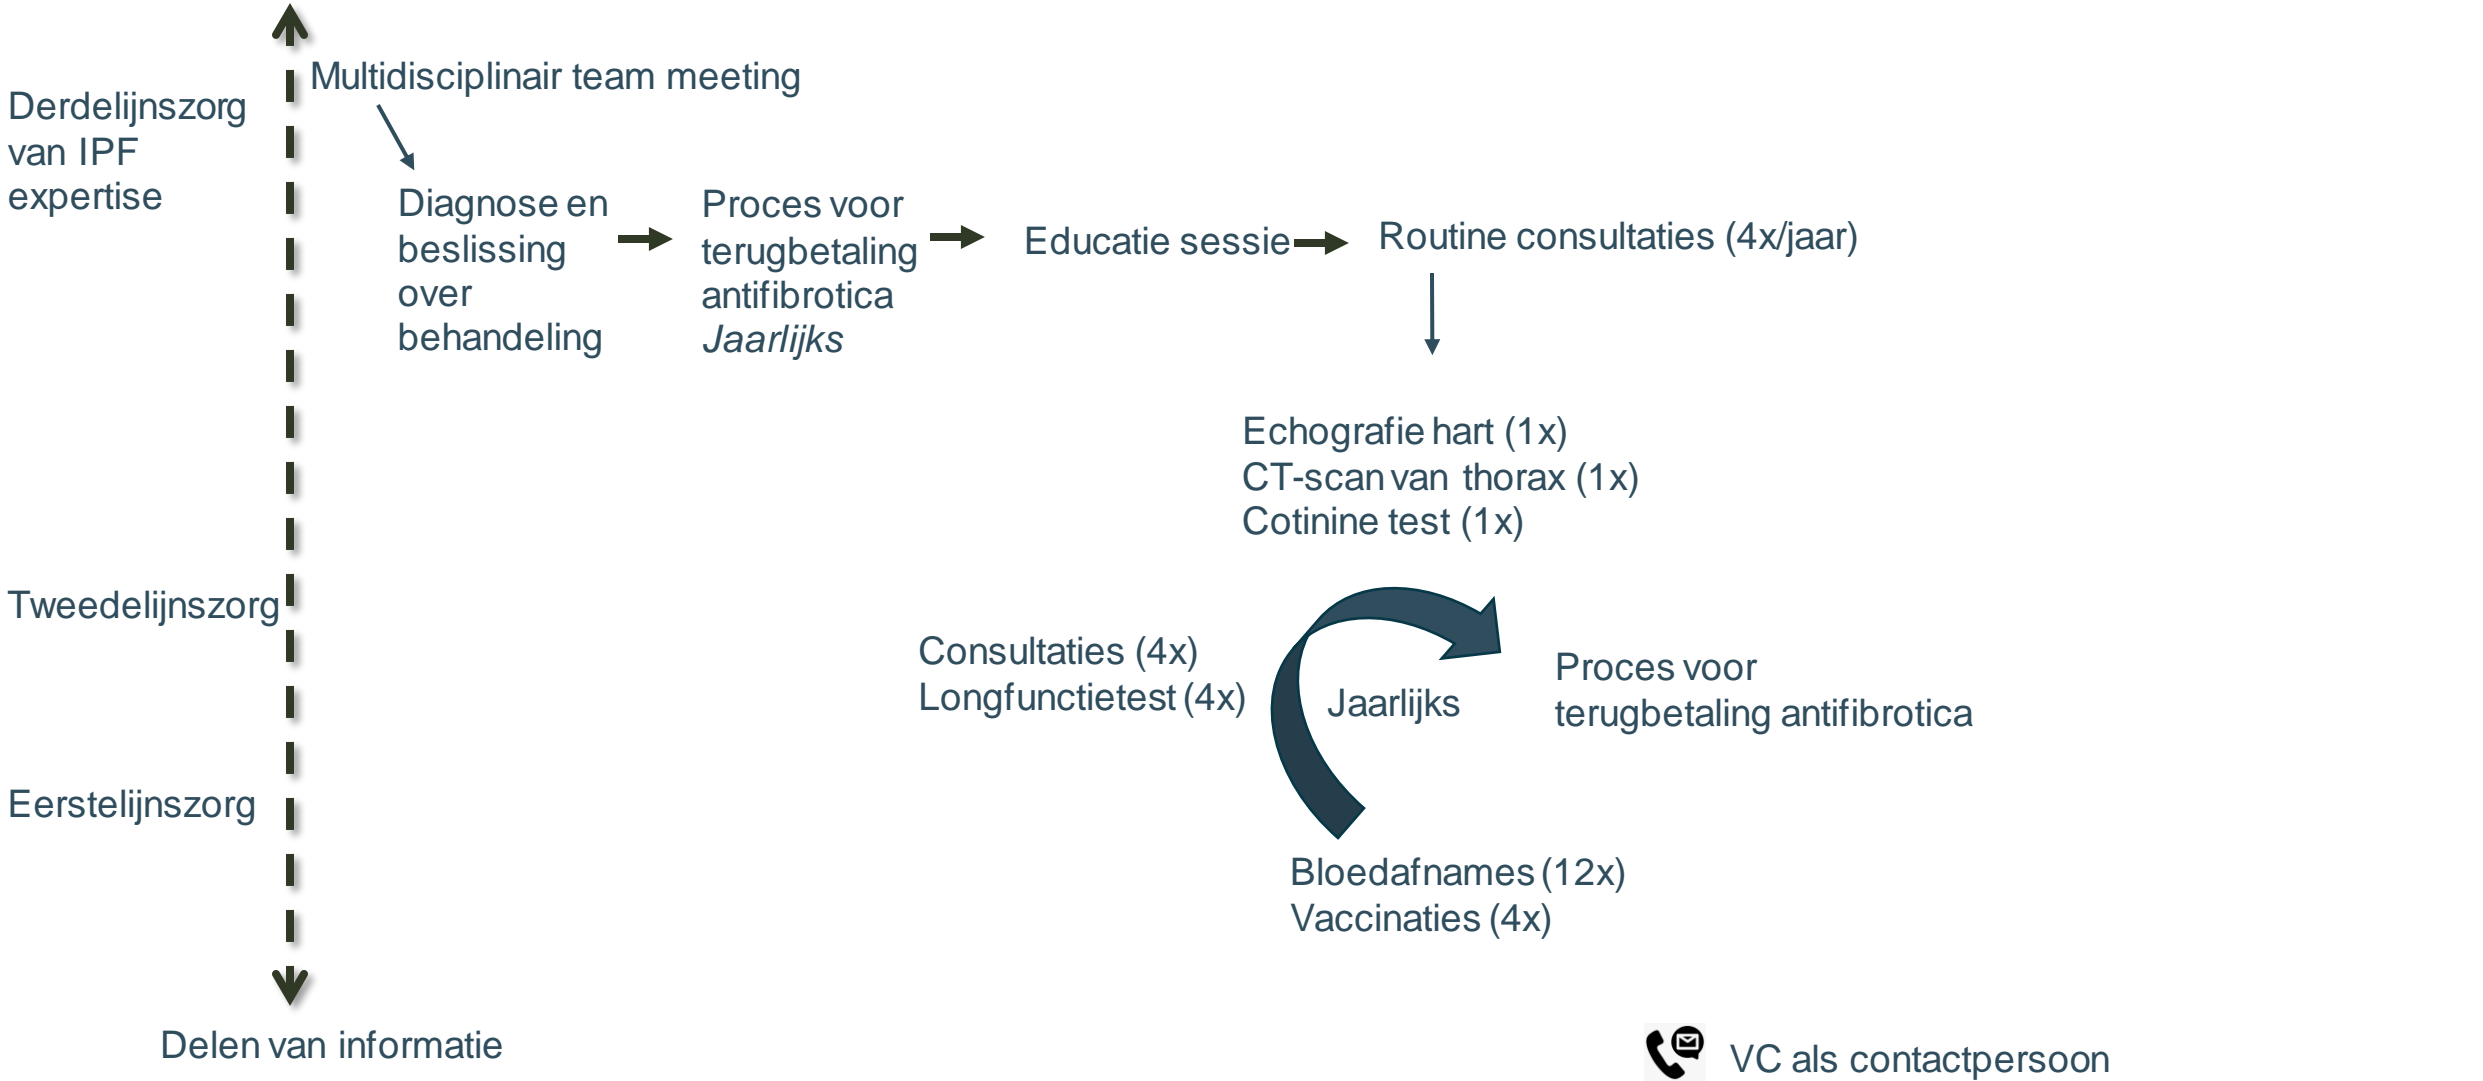 Multidisciplinair team meeting
Derdelijnszorg
van IPF
expertise
Diagnose en
beslissing
over
behandeling
Proces voor
terugbetaling
antifibrotica
Jaarlijks
Educatie sessie
Routine consultaties (4x/jaar)
Echografie hart (1x)
CT-scan van thorax (1x)
Cotinine test (1x)
Tweedelijnszorg
Consultaties (4x)
Longfunctietest (4x)
Jaarlijks
Proces voor
terugbetaling antifibrotica
Eerstelijnszorg
Bloedafnames (12x)
Vaccinaties (4x)
Delen van informatie
VC als contactpersoon